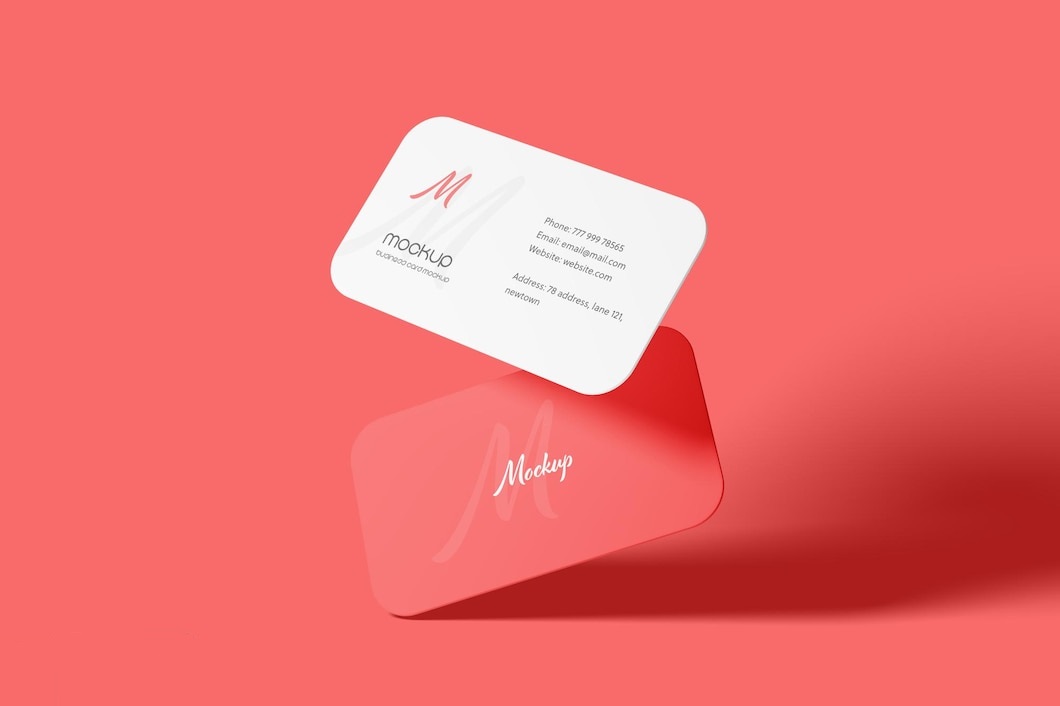 M
mockup
business card mockup
Phone: 777 999 78565
Email: email@mail.com
Website: website.com
Address: 78 address, lane 121,
newtown
M
Mockup